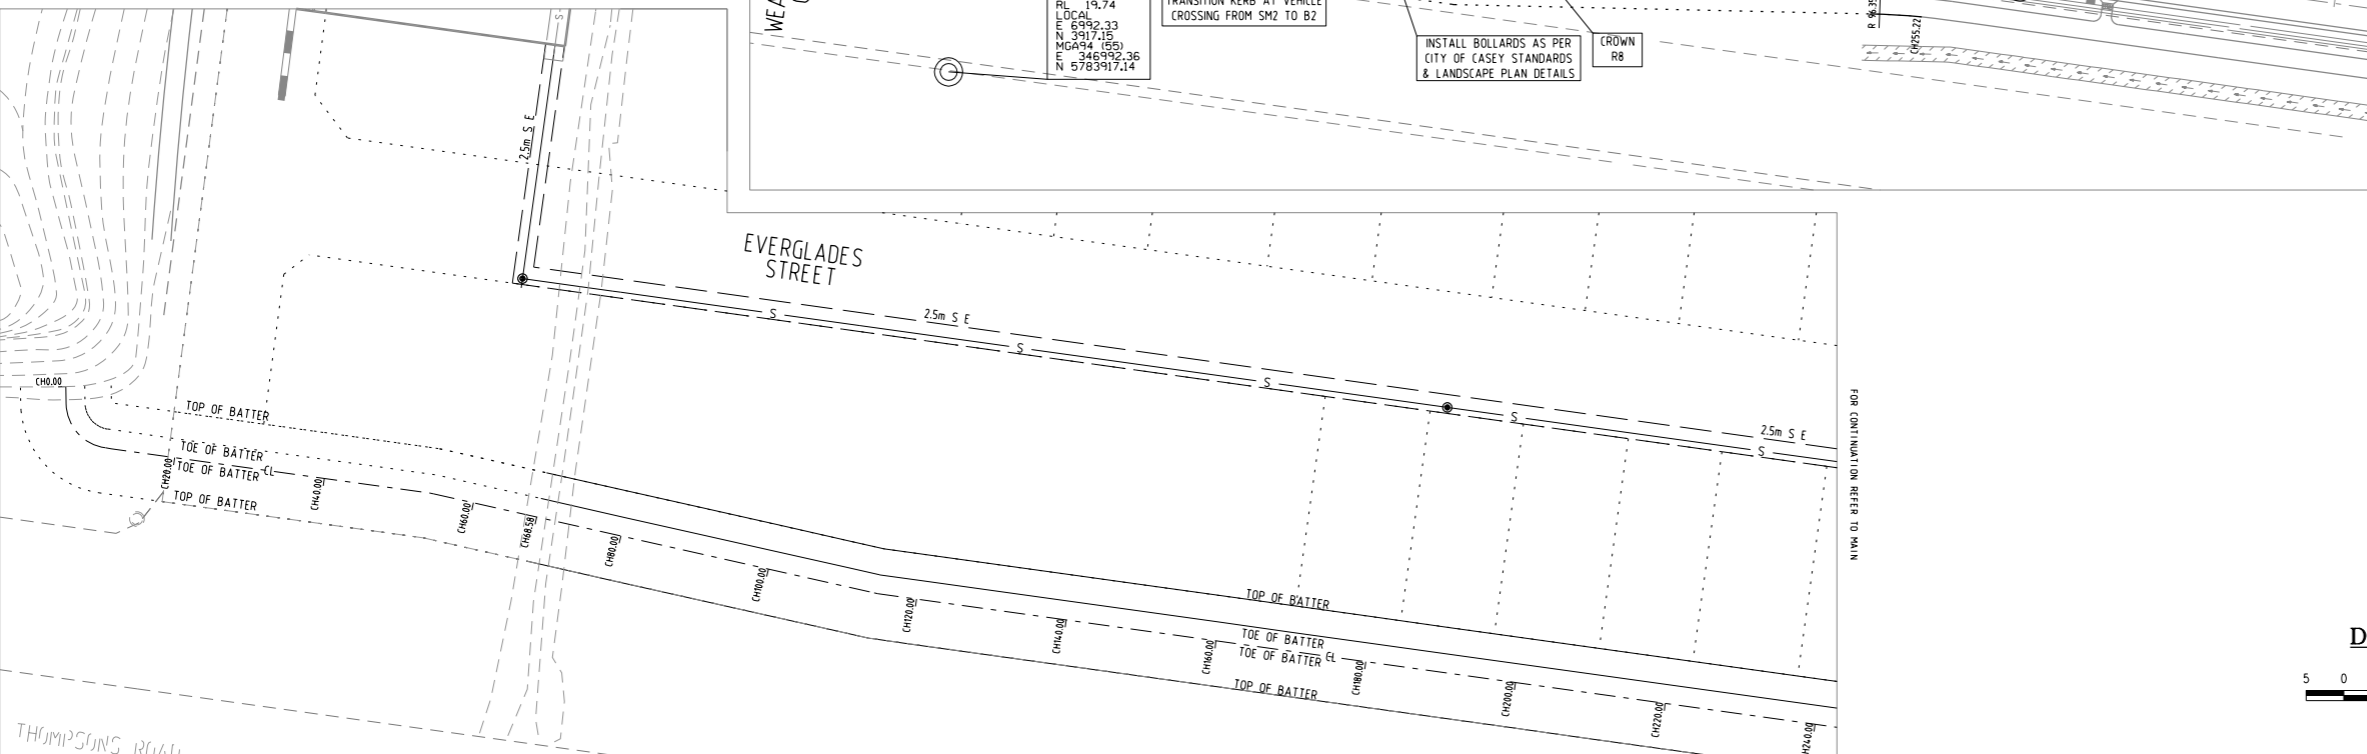 RL 19.74
LOCAL
E 6992.33
N 3917.15
MGA94 (55)
E 346992.36
N 5783917.14
TRANSITION KERB AT VEHICLE
CROSSING FROM SM2 TO B2
INSTALL BOLLARDS AS PER
CITY OF CASEY STANDARDS
& LANDSCAPE PLAN DETAILS
CROWN
R8
CH255.22
S
2.5m S E
EVERGLADES
STREET
S
2.5m S E
S
S
S
2.5m S E
S
FOR CONTINUATION REFER TO MAIN
CH0.00
TOP OF BATTER
TOE OF BATTER
TOE OF BATTER
CL
TOP OF BATTER
CH20.00
CH40.00
CH60.00
CH68.58
CH80.00
CH100.00
CH120.00
CH140.00
CH160.00
CH180.00
CH200.00
CH220.00
CH240.00
TOP OF BATTER
TOE OF BATTER
TOE OF BATTER
CL
TOP OF BATTER
THOMPSONS ROAD
D
5 0